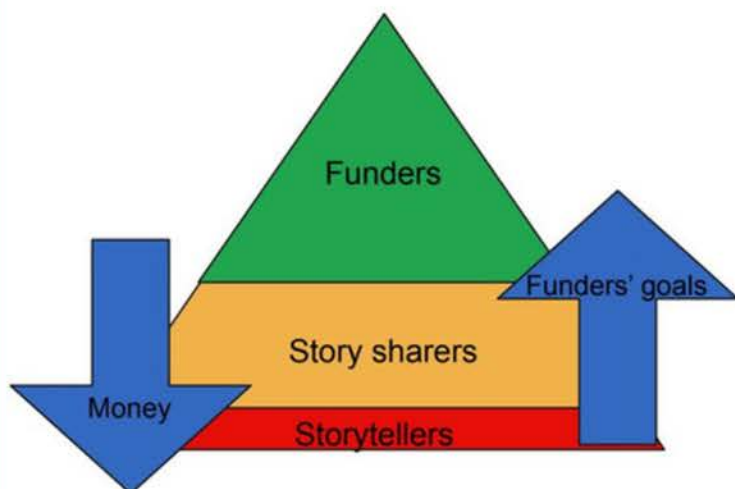 Funders
Funders’ goals
Story sharers
Money
Storytellers